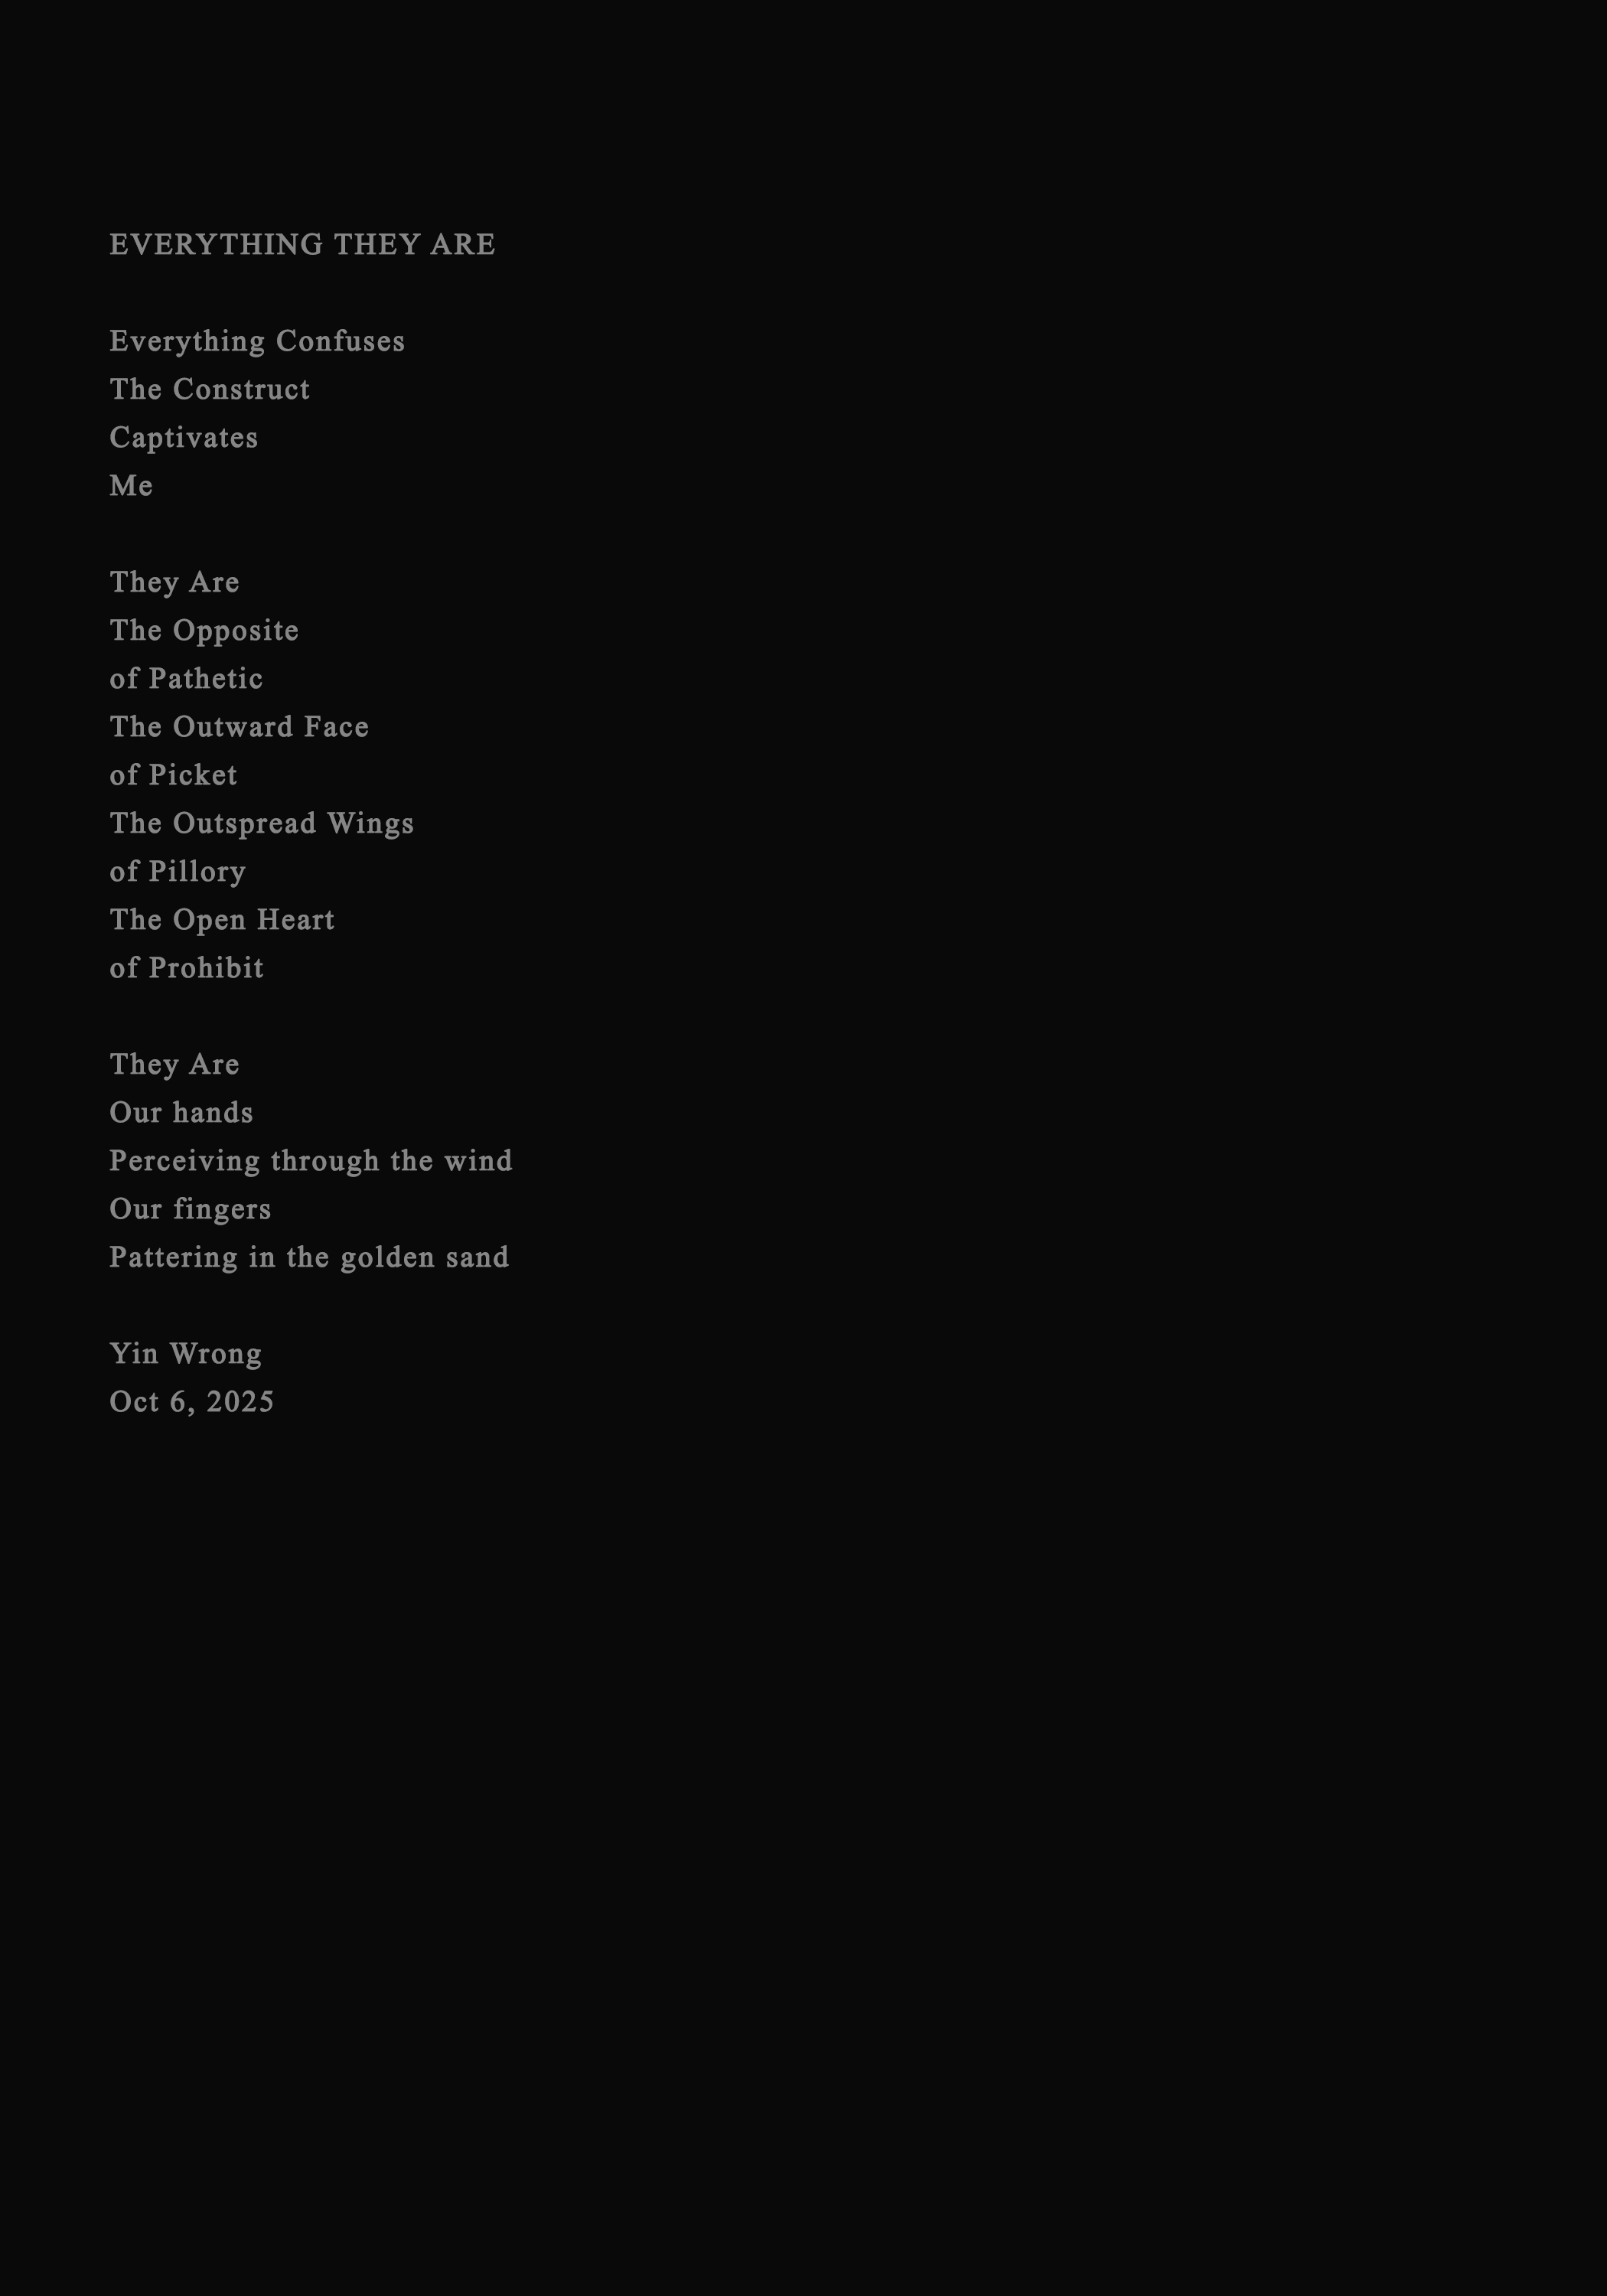 EVERYTHING THEY ARE
Everything Confuses
The Construct
Captivates
Me
They Are
The Opposite
of Pathetic
The Outward Face
of Picket
The Outspread Wings
of Pillory
The Open Heart
of Prohibit
They Are
Our hands
Perceiving through the wind
Our fingers
Pattering in the golden sand
Yin Wrong
Oct 6, 2025